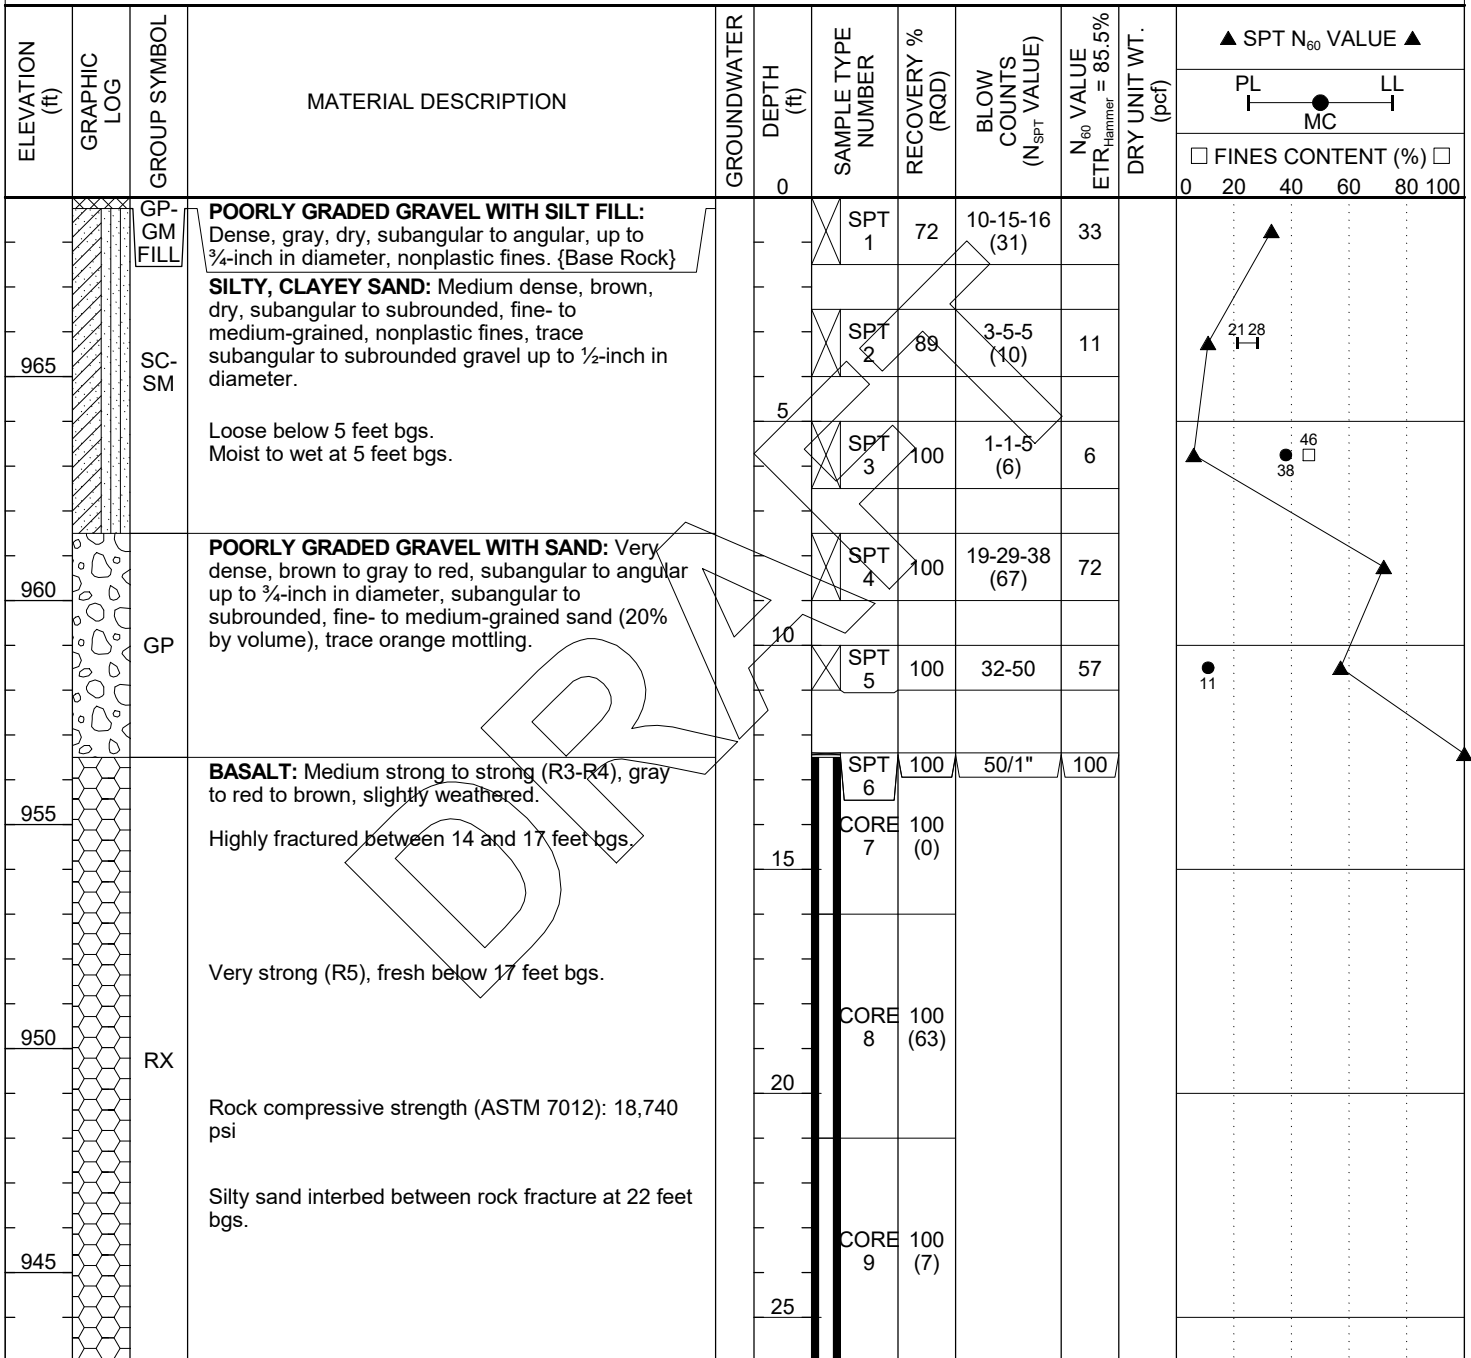 ELEVATION (ft)
GRAPHIC LOG
GROUP SYMBOL
MATERIAL DESCRIPTION
GROUNDWATER
DEPTH (ft)
0
SAMPLE TYPE NUMBER
RECOVERY % (RQD)
BLOW COUNTS (N_SPT VALUE)
N60 VALUE ETR_Hammer = 85.5%
DRY UNIT WT. (pcf)
▲ SPT N60 VALUE ▲
PL LL
MC
□ FINES CONTENT (%) □
0 20 40 60 80 100
GP-
GM
FILL
POORLY GRADED GRAVEL WITH SILT FILL:
Dense, gray, dry, subangular to angular, up to
¾-inch in diameter, nonplastic fines. {Base Rock}
SPT 1
72
10-15-16 (31)
33
SILTY, CLAYEY SAND: Medium dense, brown,
dry, subangular to subrounded, fine- to
medium-grained, nonplastic fines, trace
subangular to subrounded gravel up to ½-inch in
diameter.
SC-
SM
965
SPT 2
89
3-5-5 (10)
11
21 28
5
Loose below 5 feet bgs.
Moist to wet at 5 feet bgs.
SPT 3
100
1-1-5 (6)
6
46
38
POORLY GRADED GRAVEL WITH SAND: Very
dense, brown to gray to red, subangular to angular
up to ¾-inch in diameter, subangular to
subrounded, fine- to medium-grained sand (20%
by volume), trace orange mottling.
GP
960
SPT 4
100
19-29-38 (67)
72
10
SPT 5
100
32-50
57
11
BASALT: Medium strong to strong (R3-R4), gray
to red to brown, slightly weathered.
SPT 6
100
50/1"
100
955
Highly fractured between 14 and 17 feet bgs.
CORE 7
100 (0)
15
Very strong (R5), fresh below 17 feet bgs.
CORE 8
100 (63)
950
RX
20
Rock compressive strength (ASTM 7012): 18,740
psi
Silty sand interbed between rock fracture at 22 feet
bgs.
CORE 9
100 (7)
945
25
DRAFT